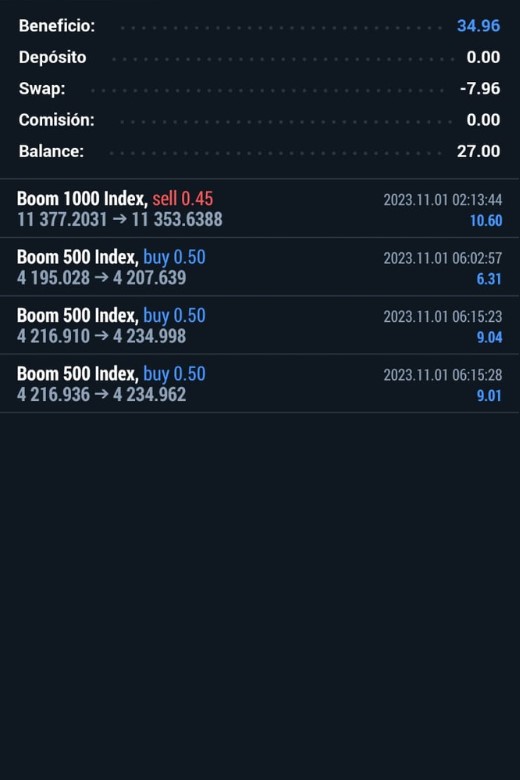 Beneficio: 34.96
Depósito 0.00
Swap: -7.96
Comisión: 0.00
Balance: 27.00
Boom 1000 Index, sell 0.45 2023.11.01 02:13:44
11 377.2031 → 11 353.6388 10.60
Boom 500 Index, buy 0.50 2023.11.01 06:02:57
4 195.028 → 4 207.639 6.31
Boom 500 Index, buy 0.50 2023.11.01 06:15:23
4 216.910 → 4 234.998 9.04
Boom 500 Index, buy 0.50 2023.11.01 06:15:28
4 216.936 → 4 234.962 9.01